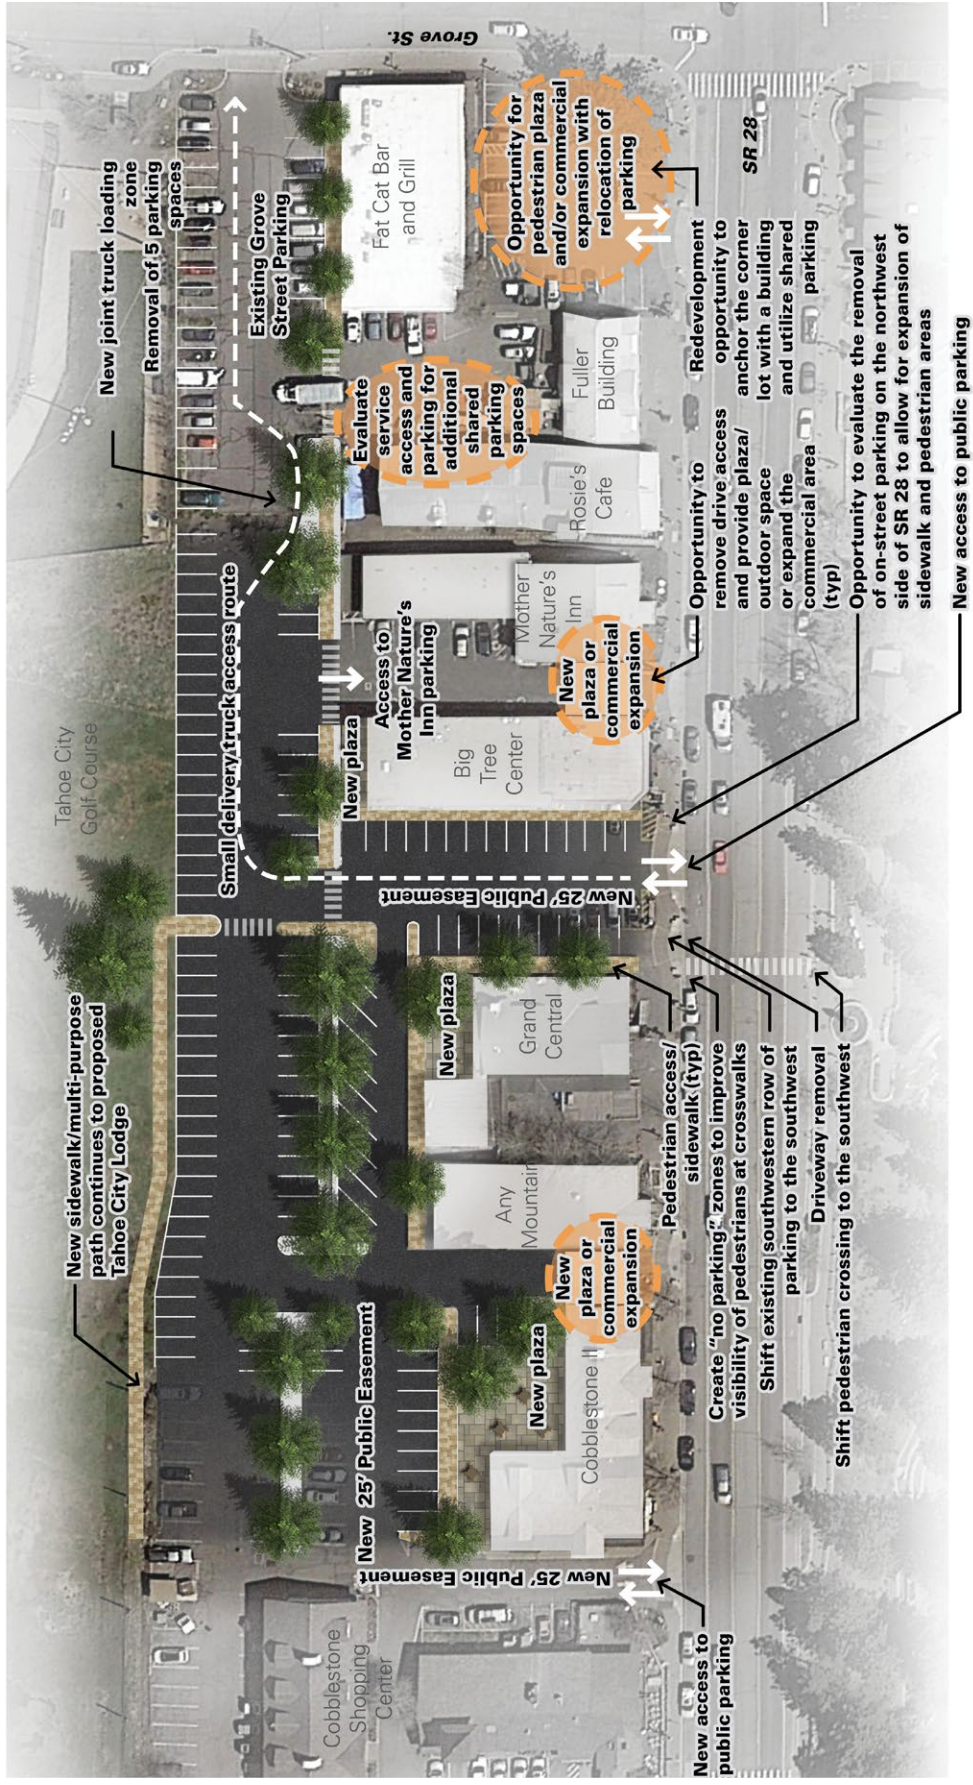 Grove St.
New joint truck loading
zone
Removal of 5 parking
spaces
Existing Grove
Street Parking
Fat Cat Bar
and Grill
Opportunity for
pedestrian plaza
and/or commercial
expansion with
relocation of
parking
SR 28
Redevelopment
opportunity to
anchor the corner
lot with a building
and utilize shared
parking
Evaluate
service
access and
parking for
additional
shared
parking
spaces
Fuller
Building
Rosie's
Cafe
Opportunity to
remove drive access
and provide plaza/
outdoor space
or expand the
commercial area
(typ)
Tahoe City
Golf Course
Small delivery truck access route
Access to
Mother Nature's
Inn parking
Mother
Nature's
Inn
New
plaza or
commercial
expansion
New plaza
Big
Tree
Center
Opportunity to evaluate the removal
of on-street parking on the northwest
side of SR 28 to allow for expansion of
sidewalk and pedestrian areas
New access to public parking
New 25' Public Easement
New sidewalk/multi-purpose
path continues to proposed
Tahoe City Lodge
New plaza
Grand
Central
Any
Mountain
Pedestrian access/
sidewalk (typ)
Create "no parking" zones to improve
visibility of pedestrians at crosswalks
Shift existing southwestern row of
parking to the southwest
Driveway removal
Shift pedestrian crossing to the southwest
New
plaza or
commercial
expansion
New plaza
Cobblestone II
New 25' Public Easement
New 25' Public Easement
Cobblestone
Shopping
Center
New access to
public parking